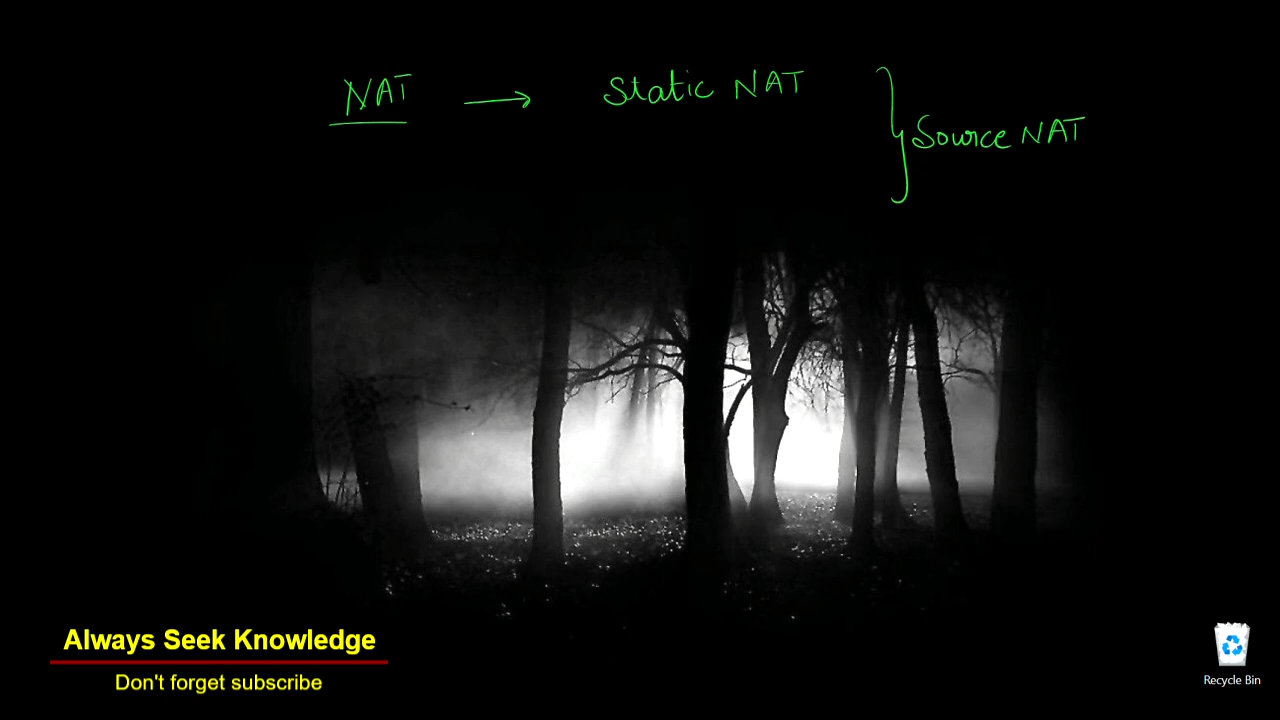 NAT → Static NAT
Source NAT
Always Seek Knowledge
Don't forget subscribe
Recycle Bin